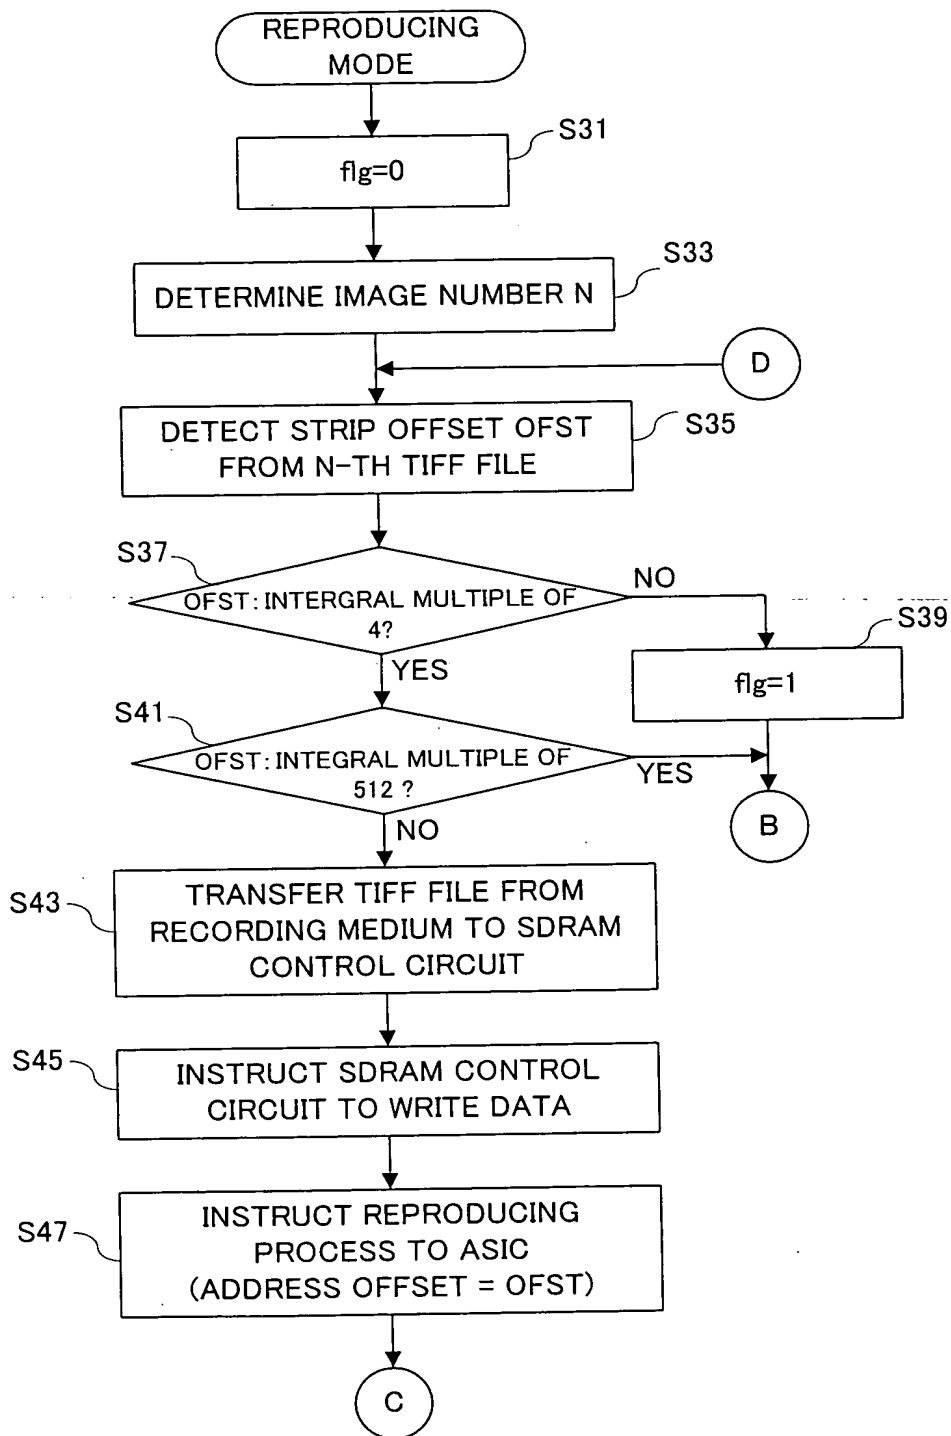 REPRODUCING
MODE
S31
flg=0
S33
DETERMINE IMAGE NUMBER N
D
S35
DETECT STRIP OFFSET OFST
FROM N-TH TIFF FILE
S37
NO
OFST: INTERGRAL MULTIPLE OF
4?
S39
YES
flg=1
S41
OFST: INTEGRAL MULTIPLE OF
512 ?
YES
B
NO
S43
TRANSFER TIFF FILE FROM
RECORDING MEDIUM TO SDRAM
CONTROL CIRCUIT
S45
INSTRUCT SDRAM CONTROL
CIRCUIT TO WRITE DATA
S47
INSTRUCT REPRODUCING
PROCESS TO ASIC
(ADDRESS OFFSET = OFST)
C